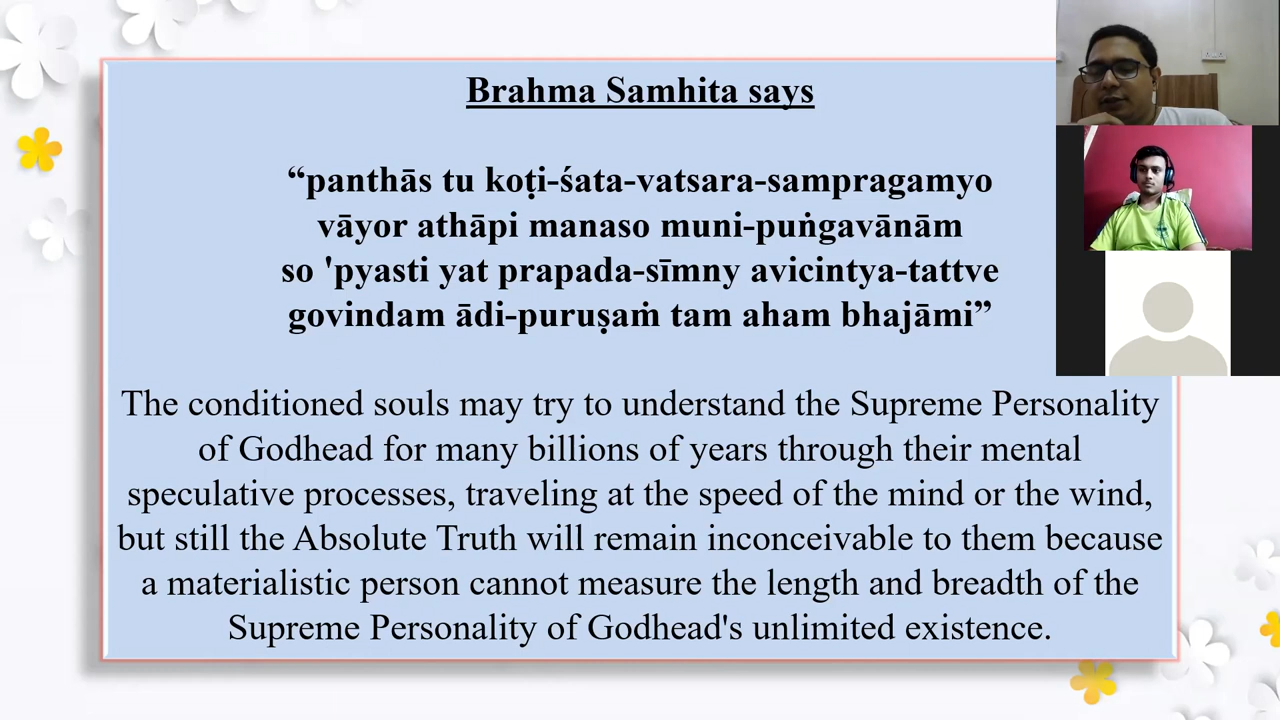 Brahma Samhita says
“panthās tu koṭi-śata-vatsara-sampragamyo
vāyor athāpi manaso muni-puṅgavānām
so 'pyasti yat prapada-sīmny avicintya-tattve
govindam ādi-puruṣaṁ tam aham bhajāmi”
The conditioned souls may try to understand the Supreme Personality
of Godhead for many billions of years through their mental
speculative processes, traveling at the speed of the mind or the wind,
but still the Absolute Truth will remain inconceivable to them because
a materialistic person cannot measure the length and breadth of the
Supreme Personality of Godhead's unlimited existence.